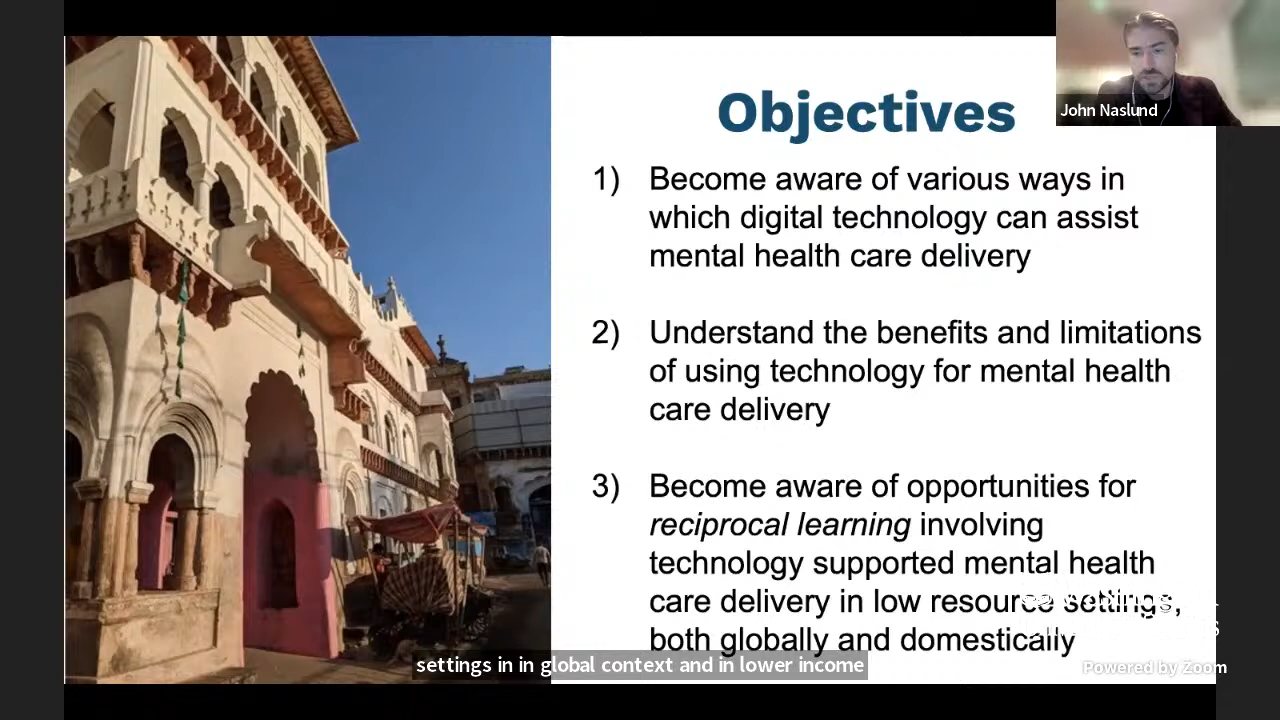 Objectives
John Naslund
1) Become aware of various ways in
which digital technology can assist
mental health care delivery
2) Understand the benefits and limitations
of using technology for mental health
care delivery
3) Become aware of opportunities for
reciprocal learning involving
technology supported mental health
care delivery in low resource settings,
both globally and domestically
settings in in global context and in lower income
Powered by Zoom